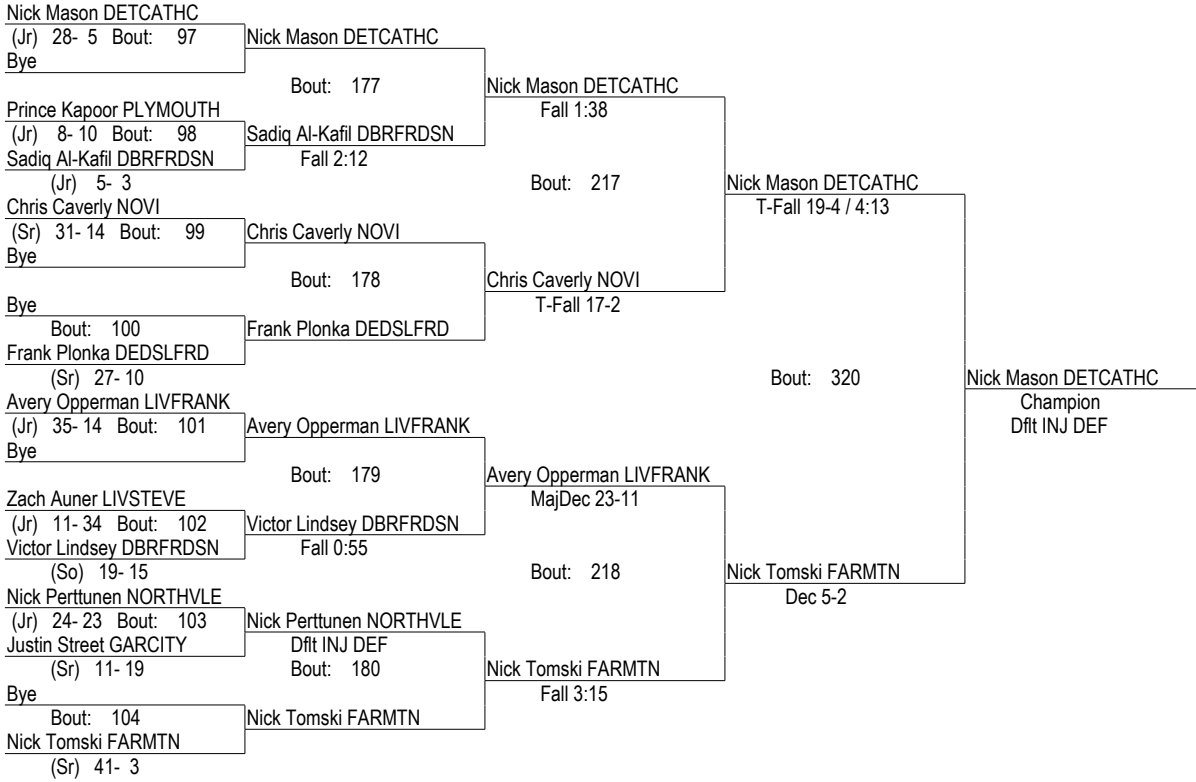 Nick Mason DETCATHC
(Jr) 28- 5 Bout: 97
Bye
Prince Kapoor PLYMOUTH
(Jr) 8- 10 Bout: 98
Sadiq Al-Kafil DBRFRDSN
(Jr) 5- 3
Chris Caverly NOVI
(Sr) 31- 14 Bout: 99
Bye
Bye
Bout: 100
Frank Plonka DEDSLFRD
(Sr) 27- 10
Avery Opperman LIVFRANK
(Jr) 35- 14 Bout: 101
Bye
Zach Auner LIVSTEVE
(Jr) 11- 34 Bout: 102
Victor Lindsey DBRFRDSN
(So) 19- 15
Nick Perttunen NORTHVLE
(Jr) 24- 23 Bout: 103
Justin Street GARCITY
(Sr) 11- 19
Bye
Bout: 104
Nick Tomski FARMTN
(Sr) 41- 3
Nick Mason DETCATHC
Bout: 177
Sadiq Al-Kafil DBRFRDSN
Fall 2:12
Chris Caverly NOVI
Bout: 178
Frank Plonka DEDSLFRD
Avery Opperman LIVFRANK
Bout: 179
Victor Lindsey DBRFRDSN
Fall 0:55
Nick Perttunen NORTHVLE
Dflt INJ DEF
Bout: 180
Nick Tomski FARMTN
Nick Mason DETCATHC
Fall 1:38
Bout: 217
Chris Caverly NOVI
T-Fall 17-2
Avery Opperman LIVFRANK
MajDec 23-11
Bout: 218
Nick Tomski FARMTN
Fall 3:15
Nick Mason DETCATHC
T-Fall 19-4 / 4:13
Bout: 320
Nick Tomski FARMTN
Dec 5-2
Nick Mason DETCATHC
Champion
Dflt INJ DEF